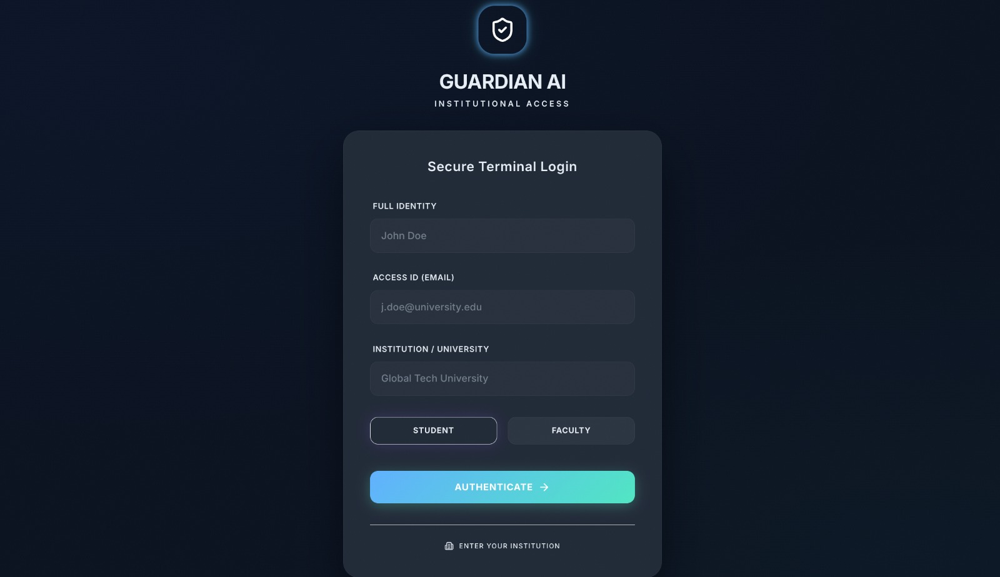 GUARDIAN AI
INSTITUTIONAL ACCESS
Secure Terminal Login
FULL IDENTITY
John Doe
ACCESS ID (EMAIL)
j.doe@university.edu
INSTITUTION / UNIVERSITY
Global Tech University
STUDENT
FACULTY
AUTHENTICATE →
ENTER YOUR INSTITUTION